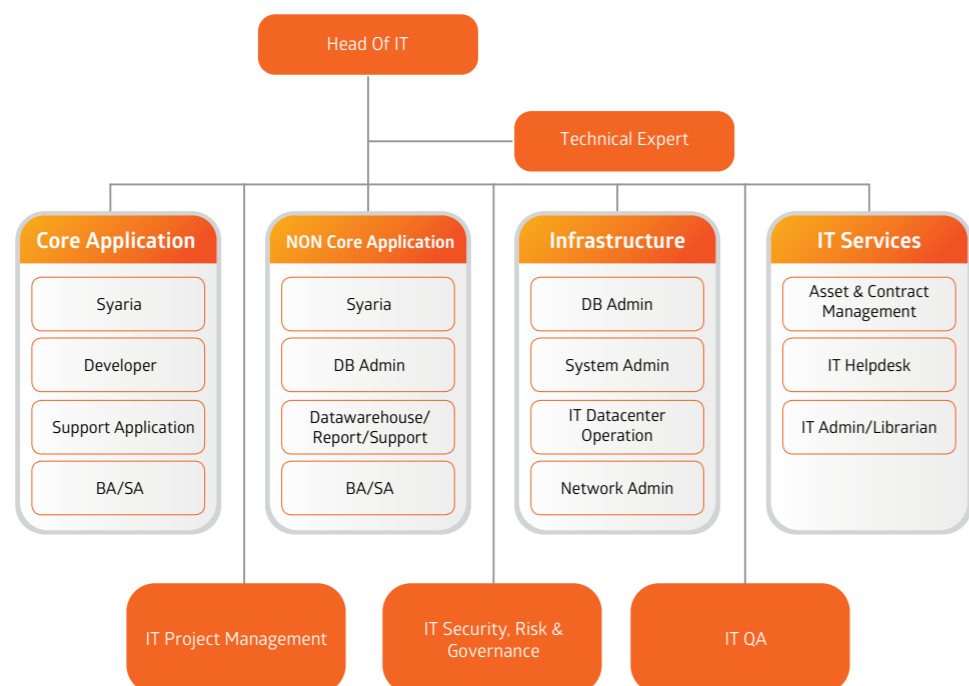 Head Of IT
Technical Expert
Core Application
Syaria
Developer
Support Application
BA/SA
NON Core Application
Syaria
DB Admin
Datawarehouse/
Report/Support
BA/SA
Infrastructure
DB Admin
System Admin
IT Datacenter
Operation
Network Admin
IT Services
Asset & Contract
Management
IT Helpdesk
IT Admin/Librarian
IT Project Management
IT Security, Risk &
Governance
IT QA